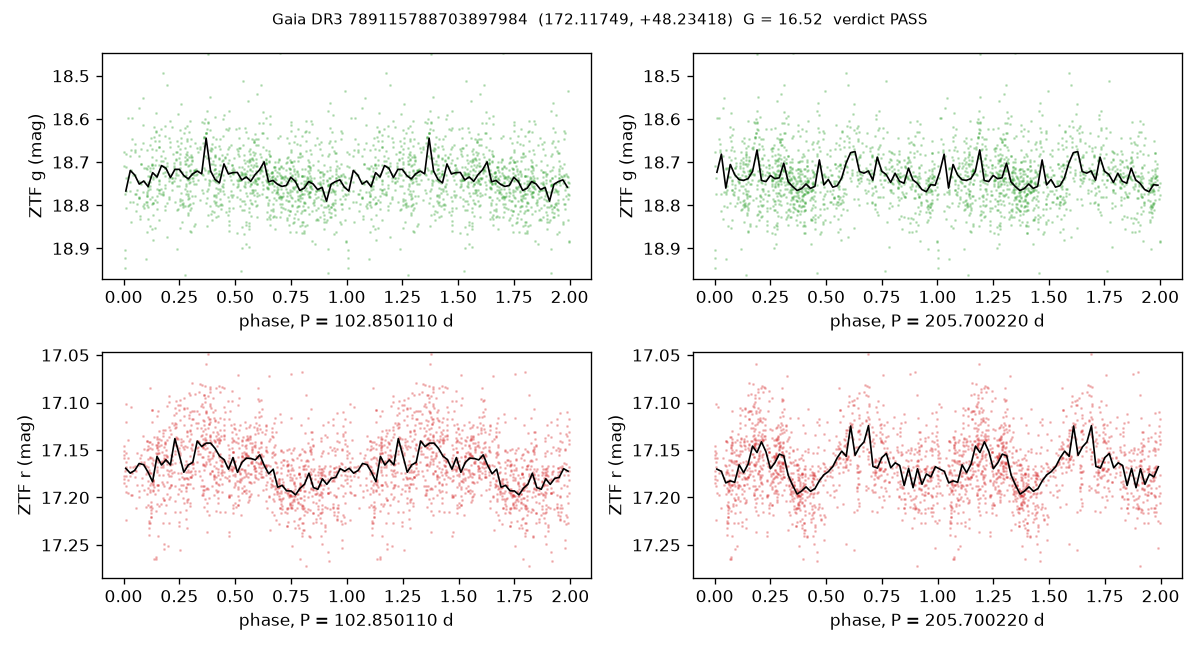 Gaia DR3 789115788703897984 (172.11749, +48.23418) G = 16.52 verdict PASS
ZTF g (mag)
18.5
18.6
18.7
18.8
18.9
0.00 0.25 0.50 0.75 1.00 1.25 1.50 1.75 2.00
phase, P = 102.850110 d
ZTF g (mag)
18.5
18.6
18.7
18.8
18.9
0.00 0.25 0.50 0.75 1.00 1.25 1.50 1.75 2.00
phase, P = 205.700220 d
ZTF r (mag)
17.05
17.10
17.15
17.20
17.25
0.00 0.25 0.50 0.75 1.00 1.25 1.50 1.75 2.00
phase, P = 102.850110 d
ZTF r (mag)
17.05
17.10
17.15
17.20
17.25
0.00 0.25 0.50 0.75 1.00 1.25 1.50 1.75 2.00
phase, P = 205.700220 d